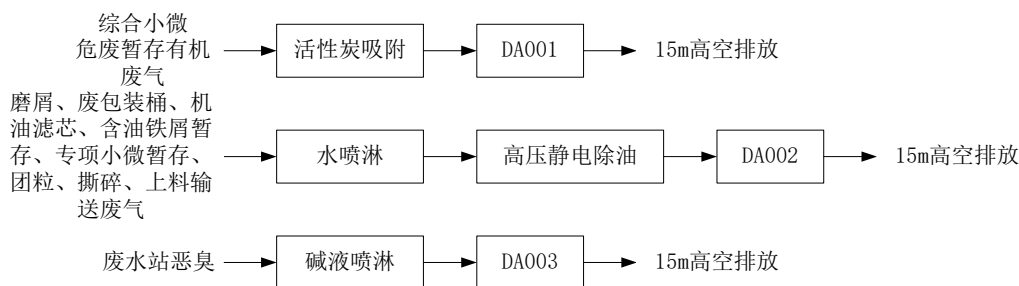 综合小微
危废暂存有机
废气
活性炭吸附
DA001
15m高空排放
磨屑、废包装桶、机
油滤芯、含油铁屑暂
存、专项小微暂存、
团粒、撕碎、上料输
送废气
水喷淋
高压静电除油
DA002
15m高空排放
废水站恶臭
碱液喷淋
DA003
15m高空排放